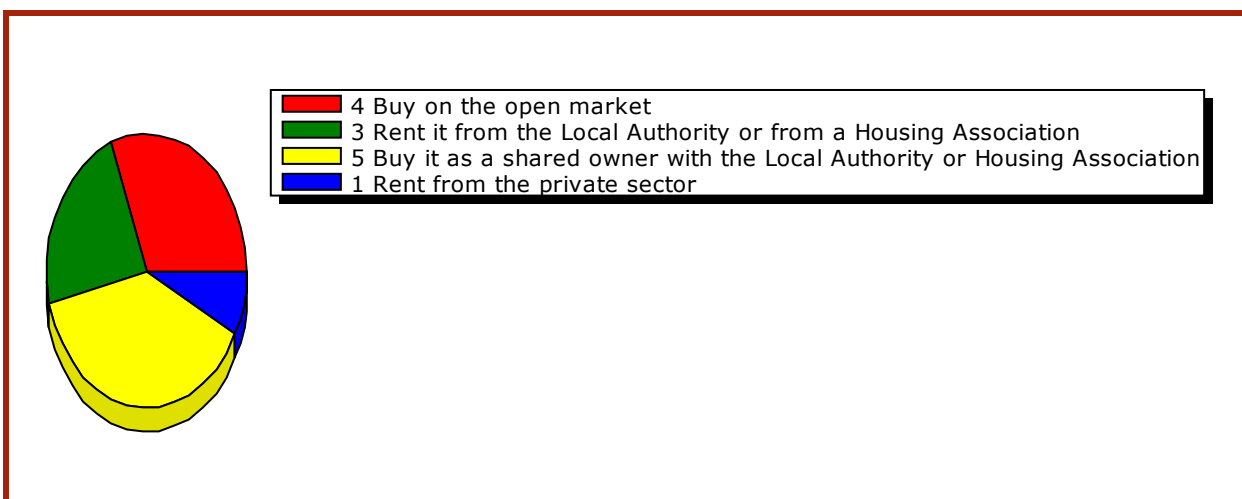 4 Buy on the open market
3 Rent it from the Local Authority or from a Housing Association
5 Buy it as a shared owner with the Local Authority or Housing Association
1 Rent from the private sector